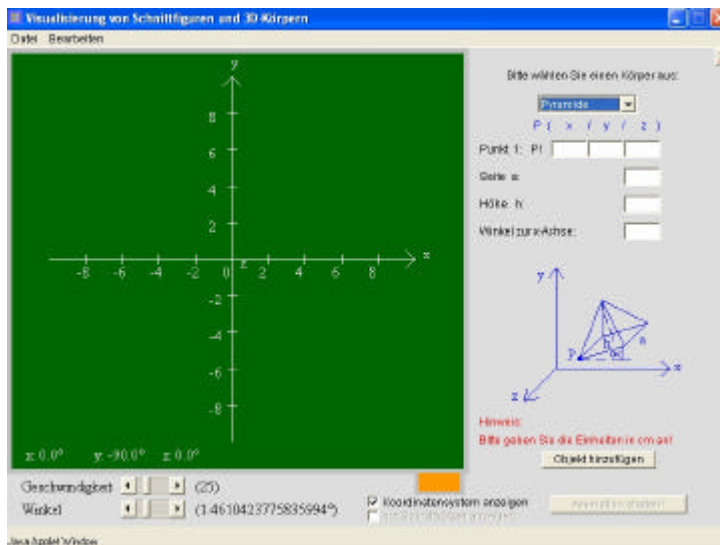 Visualisierung von Schnittfiguren und 3D-Körpern
Datei Bearbeiten
y
8
6
4
2
-8 -6 -4 -2 0 z 2 4 6 8 x
-2
-4
-6
-8
x: 0.0° y: -90.0° z: 0.0°
Bitte wählen Sie einen Körper aus:
Pyramide
P ( x / y / z )
Punkt 1: P(
Seite a:
Höhe h:
Winkel zur x-Achse:
y
P h a
x
z
Hinweis:
Bitte geben Sie die Einheiten in cm an!
Objekt hinzufügen
Geschwindigkeit (25)
Winkel (1.4610423775835994°)
Koordinatensystem anzeigen
Java Applet Window